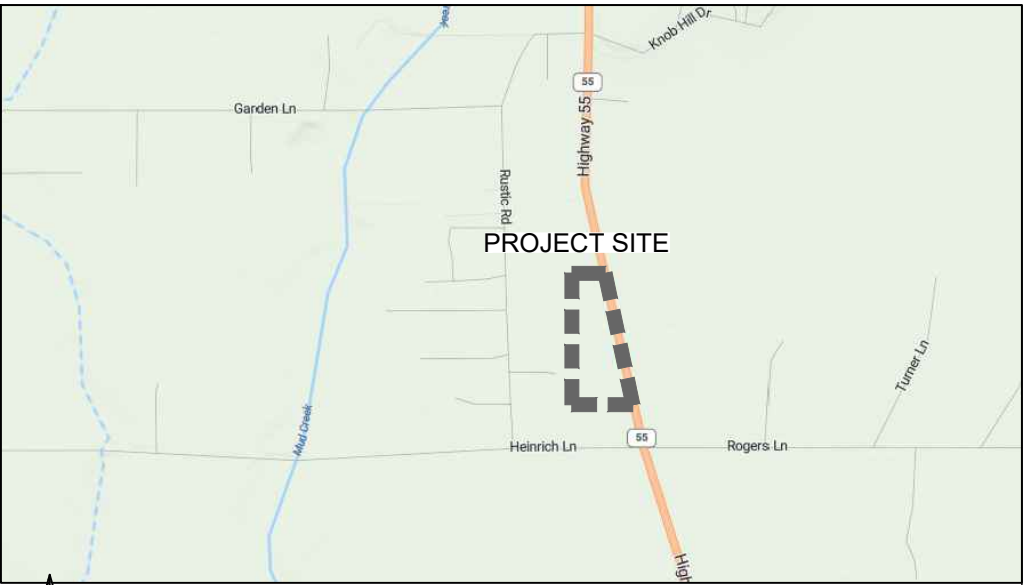 Knob Hill Dr
55
Garden Ln
Highway 55
Rustic Rd
PROJECT SITE
Turner Ln
Mud Creek
55
Heinrich Ln
Rogers Ln